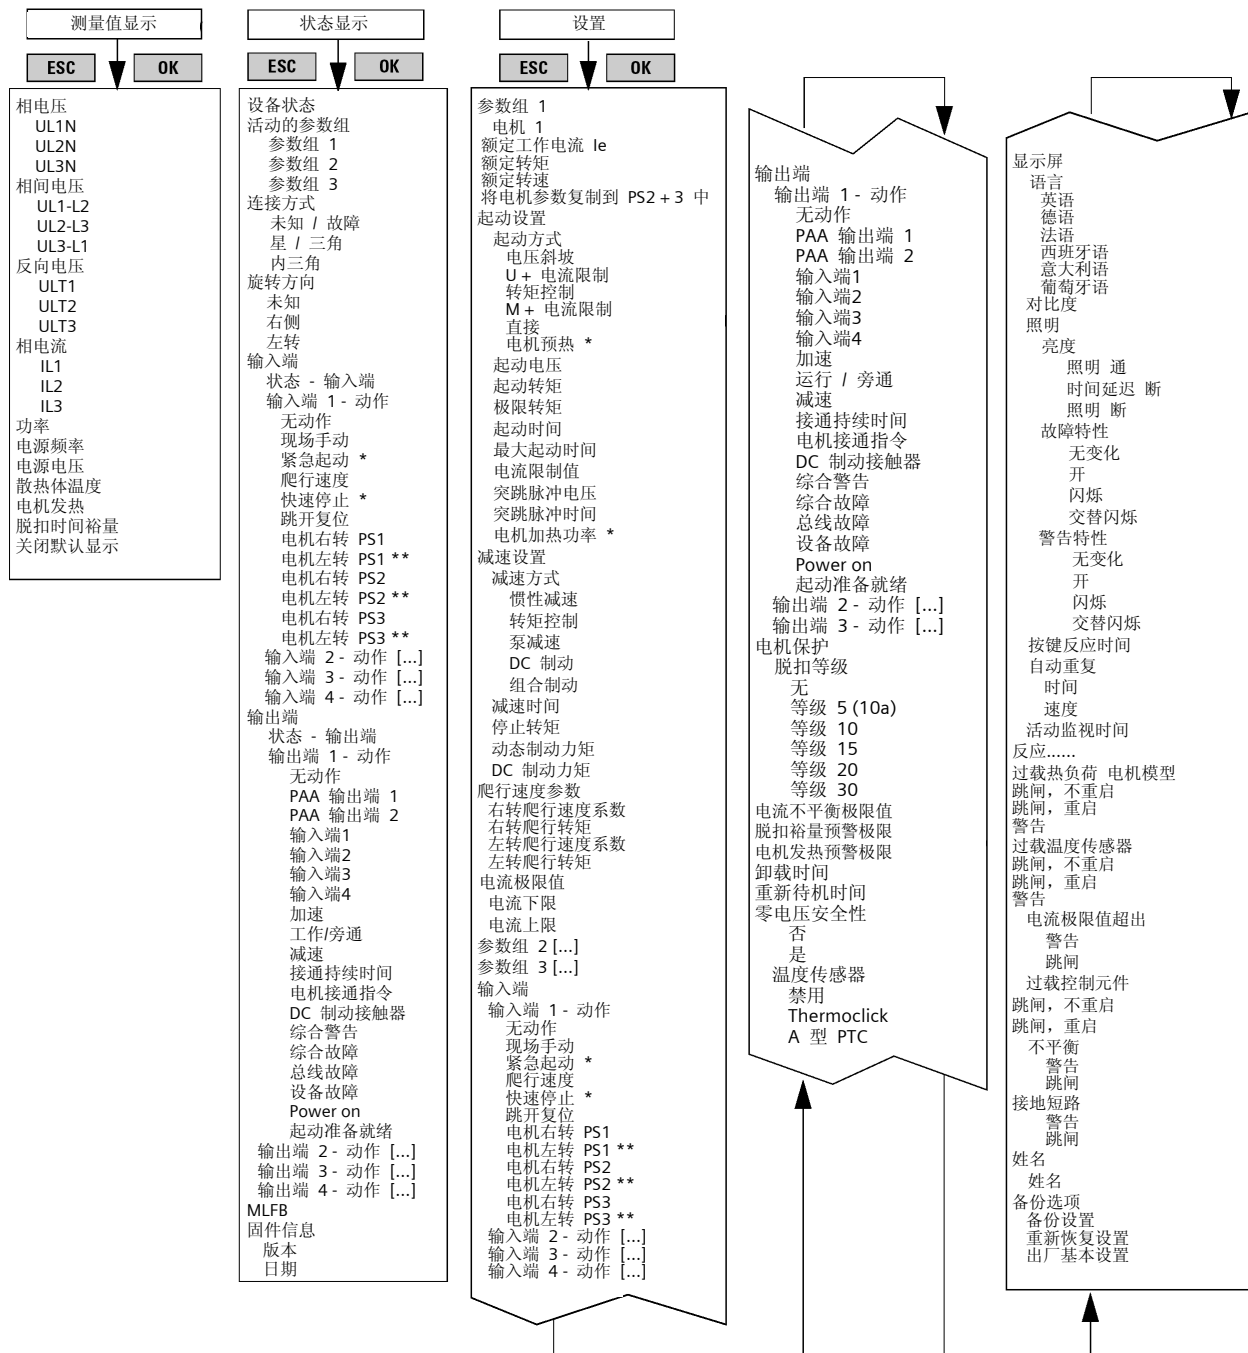 测量值显示
ESC OK
相电压
UL1N
UL2N
UL3N
相间电压
UL1-L2
UL2-L3
UL3-L1
反向电压
ULT1
ULT2
ULT3
相电流
IL1
IL2
IL3
功率
电源频率
电源电压
散热体温度
电机发热
脱扣时间裕量
关闭默认显示
状态显示
ESC OK
设备状态
活动的参数组
参数组 1
参数组 2
参数组 3
连接方式
未知 / 故障
星 / 三角
内三角
旋转方向
未知
右侧
左转
输入端
状态 - 输入端
输入端 1 - 动作
无动作
现场手动
紧急起动 *
爬行速度
快速停止 *
跳开复位
电机右转 PS1
电机左转 PS1 **
电机右转 PS2
电机左转 PS2 **
电机右转 PS3
电机左转 PS3 **
输入端 2 - 动作 [...]
输入端 3 - 动作 [...]
输入端 4 - 动作 [...]
输出端
状态 - 输出端
输出端 1 - 动作
无动作
PAA 输出端 1
PAA 输出端 2
输入端1
输入端2
输入端3
输入端4
加速
工作/旁通
减速
接通持续时间
电机接通指令
DC 制动接触器
综合警告
综合故障
总线故障
设备故障
Power on
起动准备就绪
输出端 2 - 动作 [...]
输出端 3 - 动作 [...]
输出端 4 - 动作 [...]
MLFB
固件信息
版本
日期
设置
ESC OK
参数组 1
电机 1
额定工作电流 Ie
额定转矩
额定转速
将电机参数复制到 PS2 + 3 中
起动设置
起动方式
电压斜坡
U + 电流限制
转矩控制
M + 电流限制
直接
电机预热 *
起动电压
起动转矩
极限转矩
起动时间
最大起动时间
电流限制值
突跳脉冲电压
突跳脉冲时间
电机加热功率 *
减速设置
减速方式
惯性减速
转矩控制
泵减速
DC 制动
组合制动
减速时间
停止转矩
动态制动力矩
DC 制动力矩
爬行速度参数
右转爬行速度系数
右转爬行转矩
左转爬行速度系数
左转爬行转矩
电流极限值
电流下限
电流上限
参数组 2 [...]
参数组 3 [...]
输入端
输入端 1 - 动作
无动作
现场手动
紧急起动 *
爬行速度
快速停止 *
跳开复位
电机右转 PS1
电机左转 PS1 **
电机右转 PS2
电机左转 PS2 **
电机右转 PS3
电机左转 PS3 **
输入端 2 - 动作 [...]
输入端 3 - 动作 [...]
输入端 4 - 动作 [...]
输出端
输出端 1 - 动作
无动作
PAA 输出端 1
PAA 输出端 2
输入端1
输入端2
输入端3
输入端4
加速
运行 / 旁通
减速
接通持续时间
电机接通指令
DC 制动接触器
综合警告
综合故障
总线故障
设备故障
Power on
起动准备就绪
输出端 2 - 动作 [...]
输出端 3 - 动作 [...]
电机保护
脱扣等级
无
等级 5 (10a)
等级 10
等级 15
等级 20
等级 30
电流不平衡极限值
脱扣裕量预警极限
电机发热预警极限
卸载时间
重新待机时间
零电压安全性
否
是
温度传感器
禁用
Thermoclick
A 型 PTC
显示屏
语言
英语
德语
法语
西班牙语
意大利语
葡萄牙语
对比度
照明
亮度
照明 通
时间延迟 断
照明 断
故障特性
无变化
开
闪烁
交替闪烁
警告特性
无变化
开
闪烁
交替闪烁
按键反应时间
自动重复
时间
速度
活动监视时间
反应......
过载热负荷 电机模型
跳闸，不重启
跳闸，重启
警告
过载温度传感器
跳闸，不重启
跳闸，重启
警告
电流极限值超出
警告
跳闸
过载控制元件
跳闸，不重启
跳闸，重启
不平衡
警告
跳闸
接地短路
警告
跳闸
姓名
姓名
备份选项
备份设置
重新恢复设置
出厂基本设置